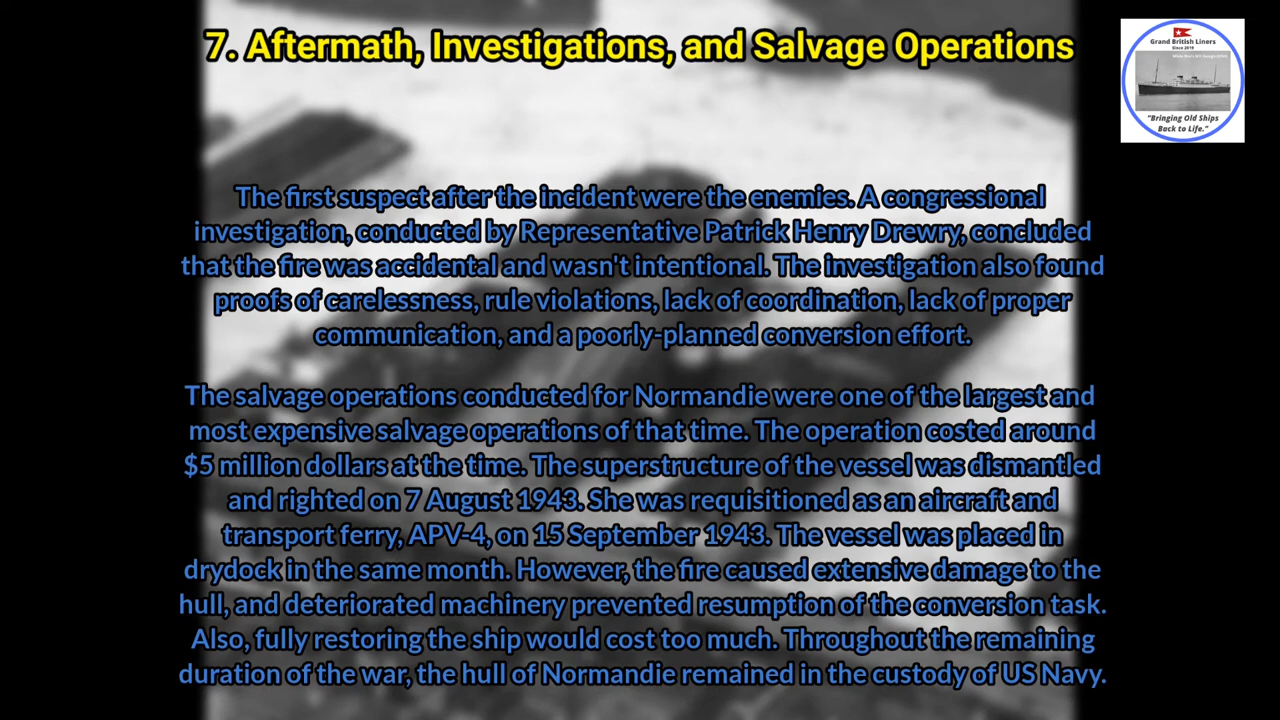 7. Aftermath, Investigations, and Salvage Operations
Grand British Liners
Since 2019
"Bringing Old Ships
Back to Life."
The first suspect after the incident were the enemies. A congressional
investigation, conducted by Representative Patrick Henry Drewry, concluded
that the fire was accidental and wasn't intentional. The investigation also found
proofs of carelessness, rule violations, lack of coordination, lack of proper
communication, and a poorly-planned conversion effort.
The salvage operations conducted for Normandie were one of the largest and
most expensive salvage operations of that time. The operation costed around
$5 million dollars at the time. The superstructure of the vessel was dismantled
and righted on 7 August 1943. She was requisitioned as an aircraft and
transport ferry, APV-4, on 15 September 1943. The vessel was placed in
drydock in the same month. However, the fire caused extensive damage to the
hull, and deteriorated machinery prevented resumption of the conversion task.
Also, fully restoring the ship would cost too much. Throughout the remaining
duration of the war, the hull of Normandie remained in the custody of US Navy.